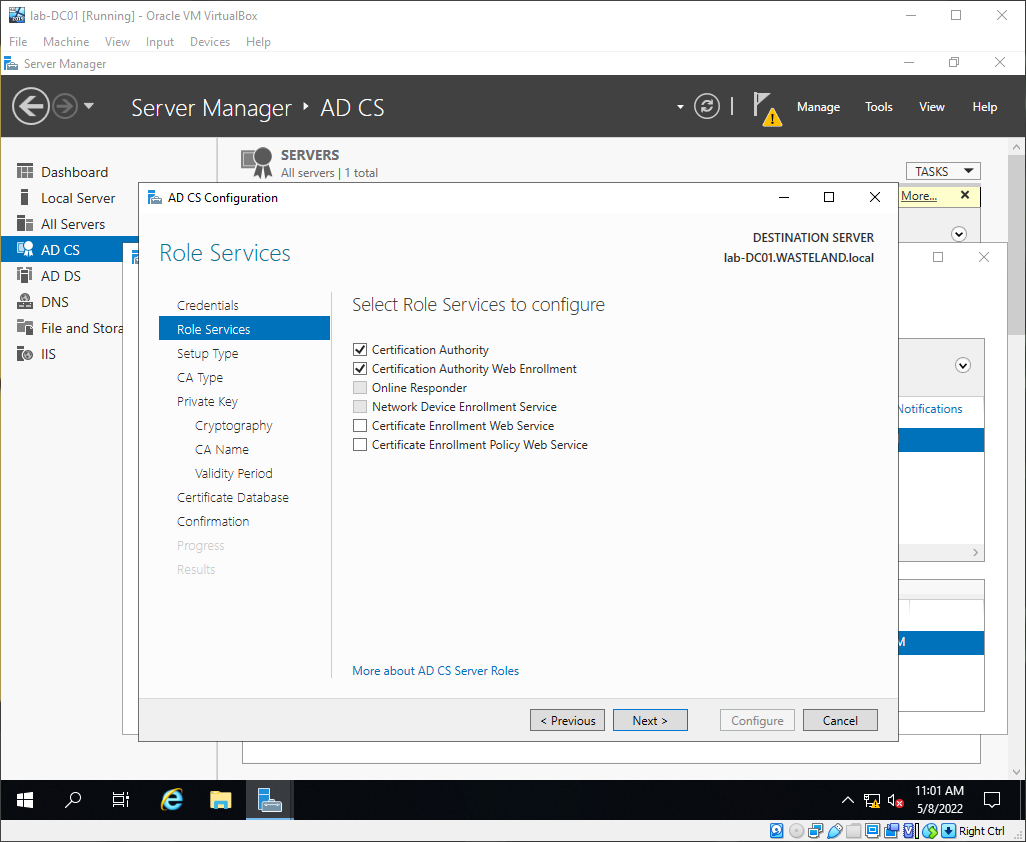 lab-DC01 [Running] - Oracle VM VirtualBox
File Machine View Input Devices Help
Server Manager
Server Manager AD CS
Manage Tools View Help
Dashboard
Local Server
All Servers
AD CS
AD DS
DNS
File and Stora
IIS
SERVERS
All servers | 1 total
TASKS
More...
AD CS Configuration
Role Services
DESTINATION SERVER
lab-DC01.WASTELAND.local
Credentials
Role Services
Setup Type
CA Type
Private Key
Cryptography
CA Name
Validity Period
Certificate Database
Confirmation
Progress
Results
Select Role Services to configure
Certification Authority
Certification Authority Web Enrollment
Online Responder
Network Device Enrollment Service
Certificate Enrollment Web Service
Certificate Enrollment Policy Web Service
More about AD CS Server Roles
< Previous Next > Configure Cancel
Notifications
M
11:01 AM
5/8/2022
Right Ctrl